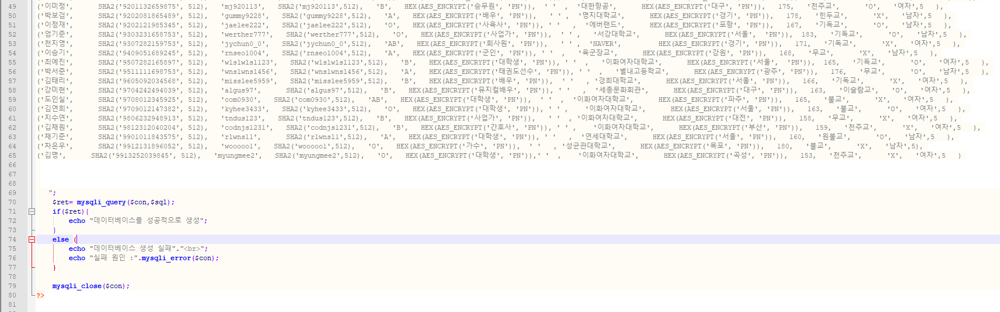 49 ('이미정', SHA2('9201132659875', 512), 'mj920113', SHA2('mj920113',512), 'B', HEX(AES_ENCRYPT('승무원', 'PN')), ' ' , '대한항공', HEX(AES_ENCRYPT('대구', 'PN')), 175, '천주교', 'O', '여자',5 ),
50 ('박보검', SHA2('9202081865489', 512), 'gummy9228', SHA2('gummy9228',512), 'A', HEX(AES_ENCRYPT('배우', 'PN')), ' ' , '명지대학교', HEX(AES_ENCRYPT('경기', 'PN')), 178, '힌두교', 'X', '남자',5 ),
51 ('이정재', SHA2('9202121985345', 512), 'jaelee222', SHA2('jaelee222',512), 'O', HEX(AES_ENCRYPT('사육사', 'PN')), ' ' , '에버랜드', HEX(AES_ENCRYPT('포항', 'PN')), 167, '기독교', 'O', '남자',5 ),
52 ('엄기준', SHA2('9303231658753', 512), 'werther777', SHA2('werther777',512), 'O', HEX(AES_ENCRYPT('사업가', 'PN')), ' ' , '서강대학교', HEX(AES_ENCRYPT('서울', 'PN')), 183, '기독교', 'O', '남자',5 ),
53 ('천지영', SHA2('9307282159753', 512), 'jychun0_0', SHA2('jychun0_0',512), 'AB', HEX(AES_ENCRYPT('회사원', 'PN')), ' ' , 'NAVER', HEX(AES_ENCRYPT('경기', 'PN')), 171, '기독교', 'X', '여자',5 ),
54 ('이승기', SHA2('9409051689245', 512), 'rnseo1004', SHA2('rnseo1004',512), 'A', HEX(AES_ENCRYPT('군인', 'PN')), ' ' , '육군장교', HEX(AES_ENCRYPT('강원', 'PN')), 168, '무교', 'X', '남자',5 ),
55 ('최예진', SHA2('9507282165897', 512), 'wlslwls1123', SHA2('wlslwls1123',512), 'B', HEX(AES_ENCRYPT('대학생', 'PN')), ' ' , '이화여자대학교', HEX(AES_ENCRYPT('서울', 'PN')), 165, '기독교', 'O', '여자',5 ),
56 ('박서준', SHA2('9511111698753', 512), 'wnslwns1456', SHA2('wnslwns1456',512), 'A', HEX(AES_ENCRYPT('태권도선수', 'PN')), ' ' , '별내고등학교', HEX(AES_ENCRYPT('광주', 'PN')), 176, '무교', 'O', '남자',5 ),
57 ('김태리', SHA2('9605092034568', 512), 'misslee5959', SHA2('misslee5959',512), 'B', HEX(AES_ENCRYPT('배우', 'PN')), ' ' , '경희대학교', HEX(AES_ENCRYPT('서울', 'PN')), 166, '기독교', 'X', '여자',5 ),
58 ('강미현', SHA2('9704242494039', 512), 'algus97', SHA2('algus97',512), 'B', HEX(AES_ENCRYPT('뮤지컬배우', 'PN')), ' ' , '세종문화회관', HEX(AES_ENCRYPT('대구', 'PN')), 163, '이슬람교', 'O', '여자',5 ),
59 ('도인실', SHA2('9708012345925', 512), 'com0930', SHA2('com0930',512), 'AB', HEX(AES_ENCRYPT('대학생', 'PN')), ' ' , '이화여자대학교', HEX(AES_ENCRYPT('파주', 'PN')), 165, '불교', 'X', '여자',5 ),
60 ('김연희', SHA2('9709012147382', 512), 'kyhee3433', SHA2('kyhee3433',512), 'O', HEX(AES_ENCRYPT('대학생', 'PN')), ' ' , '이화여자대학교', HEX(AES_ENCRYPT('서울', 'PN')), 163, '불교', 'O', '여자',5 ),
61 ('지수연', SHA2('9806232948913', 512), 'tndus123', SHA2('tndus123',512), 'B', HEX(AES_ENCRYPT('사업가', 'PN')), ' ' , '이화여자대학교', HEX(AES_ENCRYPT('대전', 'PN')), 158, '무교', 'X', '여자',5 ),
62 ('김채원', SHA2('9812312040204', 512), 'codnjs1231', SHA2('codnjs1231',512), 'B', HEX(AES_ENCRYPT('간호사', 'PN')), ' ' , '이화여자대학교', HEX(AES_ENCRYPT('부산', 'PN')), 159, '천주교', 'X', '여자',5 ),
63 ('채기준', SHA2('9901011843575', 512), 'rlwns11', SHA2('rlwns11',512), 'A', HEX(AES_ENCRYPT('대학생', 'PN')), ' ' , '연세대학교', HEX(AES_ENCRYPT('서울', 'PN')), 160, '원불교', 'O', '남자',5 ),
64 ('차은우', SHA2('9912131896052', 512), 'woooool', SHA2('woooool',512), 'O', HEX(AES_ENCRYPT('가수', 'PN')), ' ' , '성균관대학교', HEX(AES_ENCRYPT('목포', 'PN')), 180, '불교', 'X', '남자',5),
65 ('김명', SHA2('9913252039845', 512), 'myungmee2', SHA2('myungmee2',512), 'O', HEX(AES_ENCRYPT('대학생', 'PN')),' ' , '이화여자대학교', HEX(AES_ENCRYPT('곡성', 'PN')), 153, '천주교', 'X', '여자',5 )
66
67
68
69 ";
70 $ret= mysqli_query($con,$sql);
71 if($ret){
72 echo "데이터베이스를 성공적으로 생성";
73 }
74 else {
75 echo "데이터베이스 생성 실패"."<br>";
76 echo "실패 원인 :".mysqli_error($con);
77 }
78
79 mysqli_close($con);
80 ?>
81